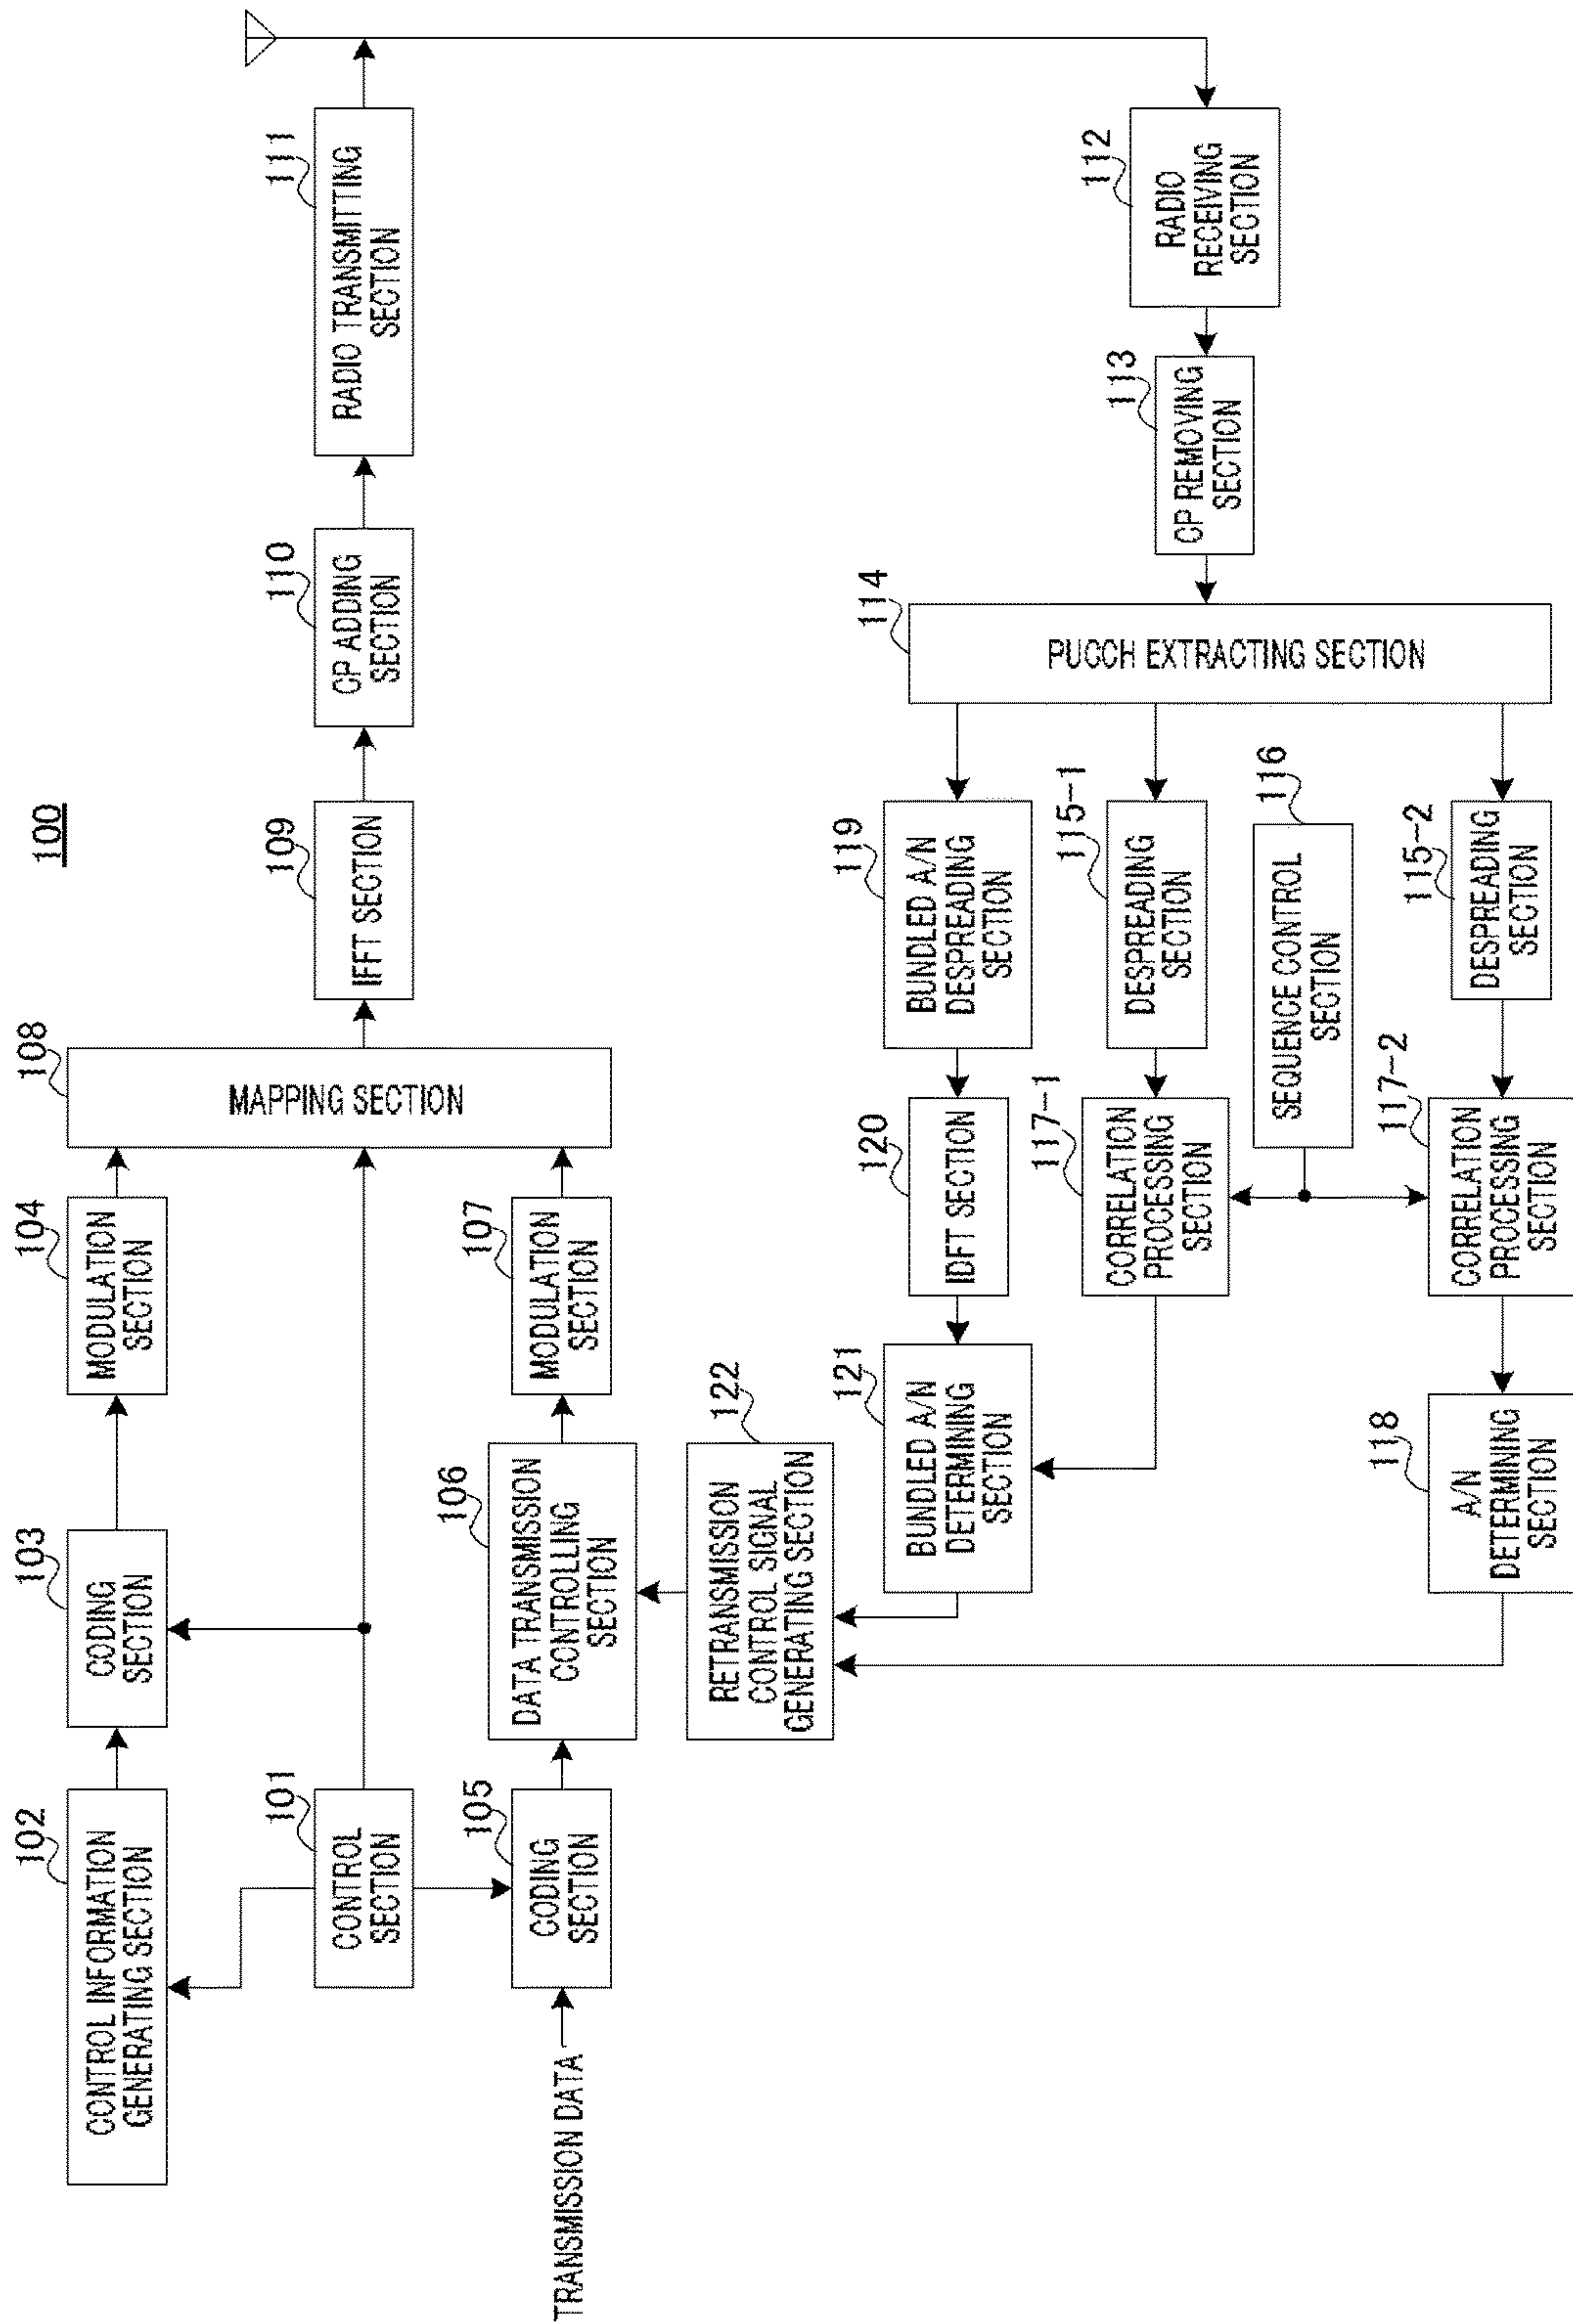 100
102
CONTROL INFORMATION
GENERATING SECTION
103
CODING
SECTION
104
MODULATION
SECTION
101
CONTROL
SECTION
108
MAPPING SECTION
109
IFFT SECTION
110
CP ADDING
SECTION
111
RADIO TRANSMITTING
SECTION
TRANSMISSION DATA
105
CODING
SECTION
106
DATA TRANSMISSION
CONTROLLING
SECTION
107
MODULATION
SECTION
122
RETRANSMISSION
CONTROL SIGNAL
GENERATING SECTION
121
BUNDLED A/N
DETERMINING
SECTION
120
IDFT SECTION
119
BUNDLED A/N
DESPREADING
SECTION
114
PUCCH EXTRACTING SECTION
113
CP REMOVING
SECTION
112
RADIO
RECEIVING
SECTION
117-1
CORRELATION
PROCESSING
SECTION
115-1
DESPREADING
SECTION
116
SEQUENCE CONTROL
SECTION
118
A/N
DETERMINING
SECTION
117-2
CORRELATION
PROCESSING
SECTION
115-2
DESPREADING
SECTION